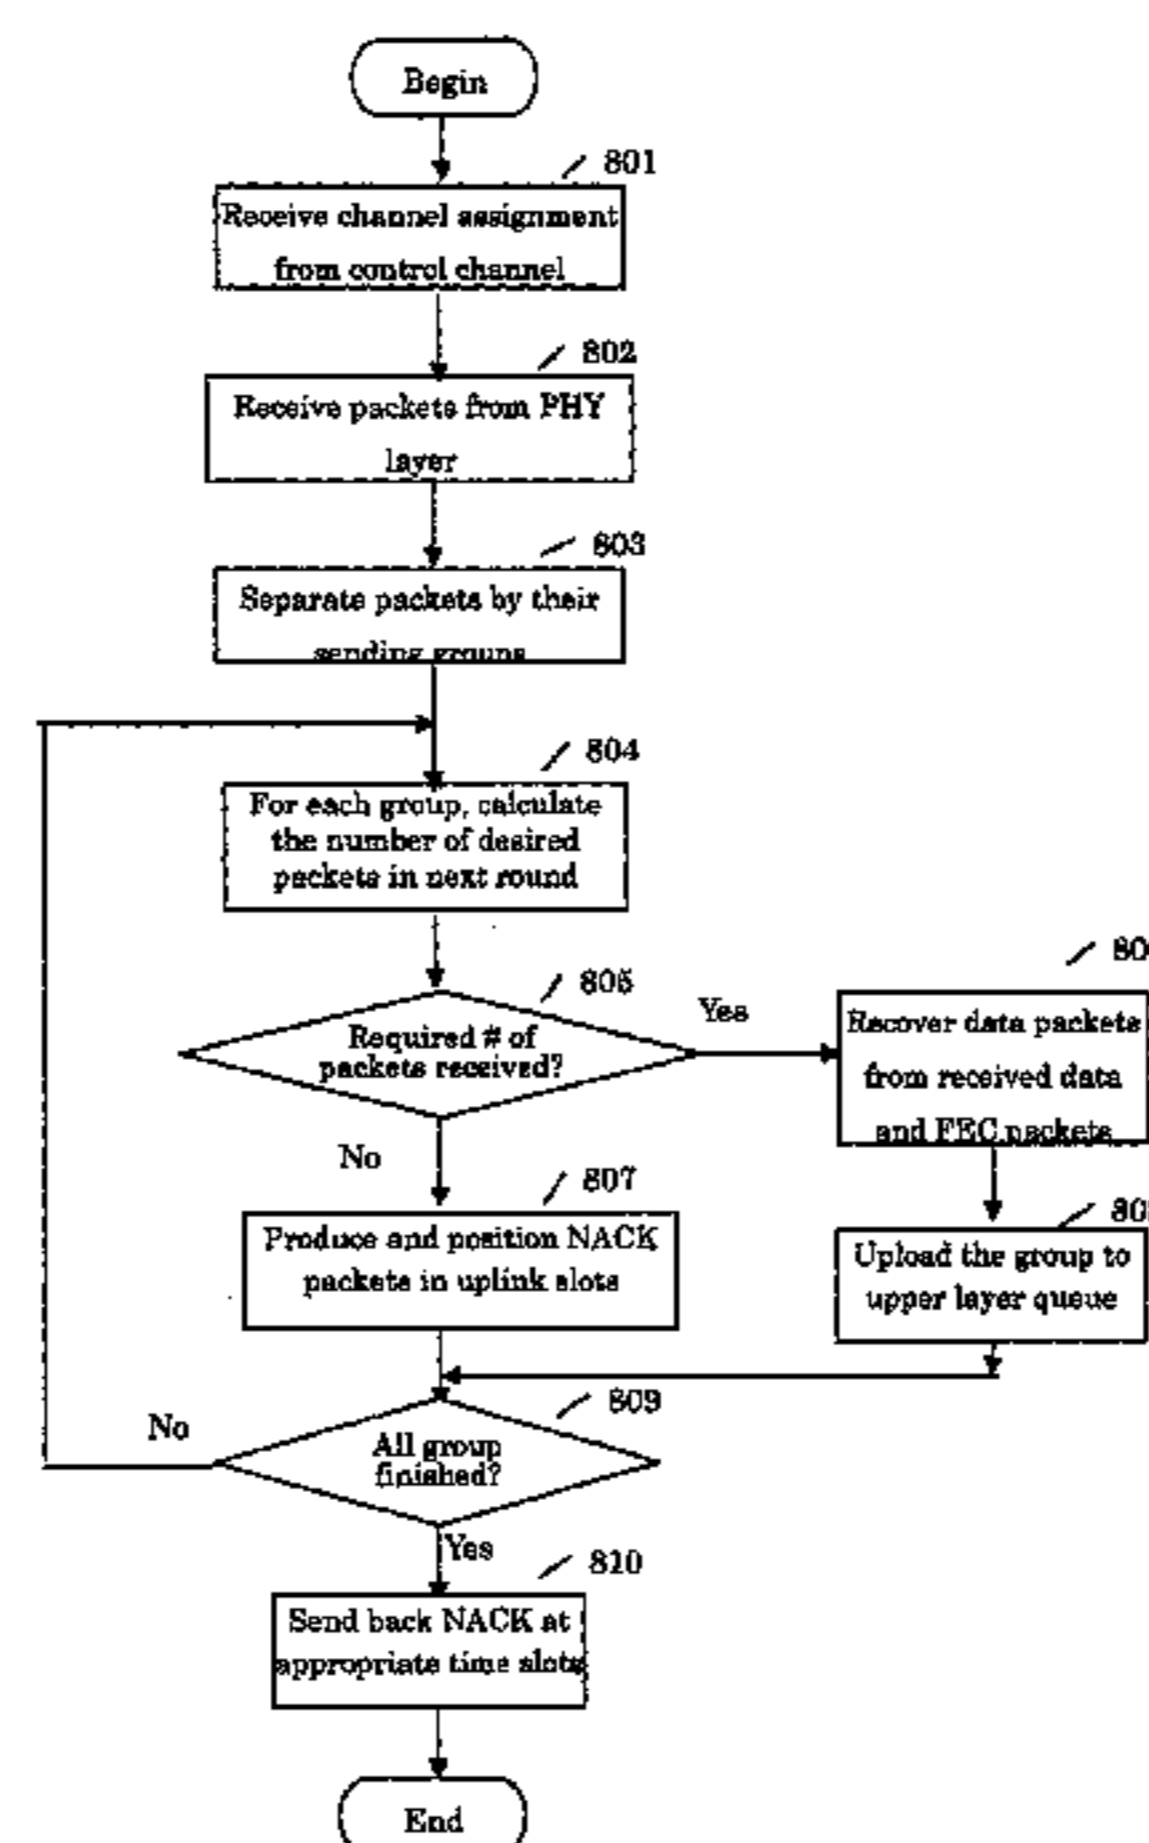 Begin
801
Receive channel assignment
from control channel
802
Receive packets from PHY
layer
803
Separate packets by their
sending groups
804
For each group, calculate
the number of desired
packets in next round
805
Required # of
packets received?
Yes
80
Recover data packets
from received data
and FEC packets
No
807
Produce and position NACK
packets in uplink slots
80
Upload the group to
upper layer queue
809
All group
finished?
No
Yes
810
Send back NACK at
appropriate time slots
End